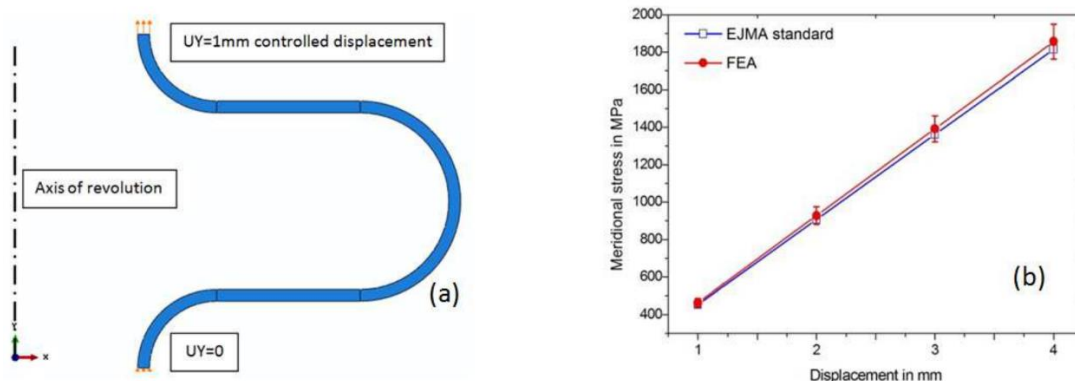 UY=1mm controlled displacement
Axis of revolution
(a)
UY=0
Y
x
EJMA standard
FEA
Meridional stress in MPa
2000
1800
1600
1400
1200
1000
800
600
400
(b)
1 2 3 4
Displacement in mm